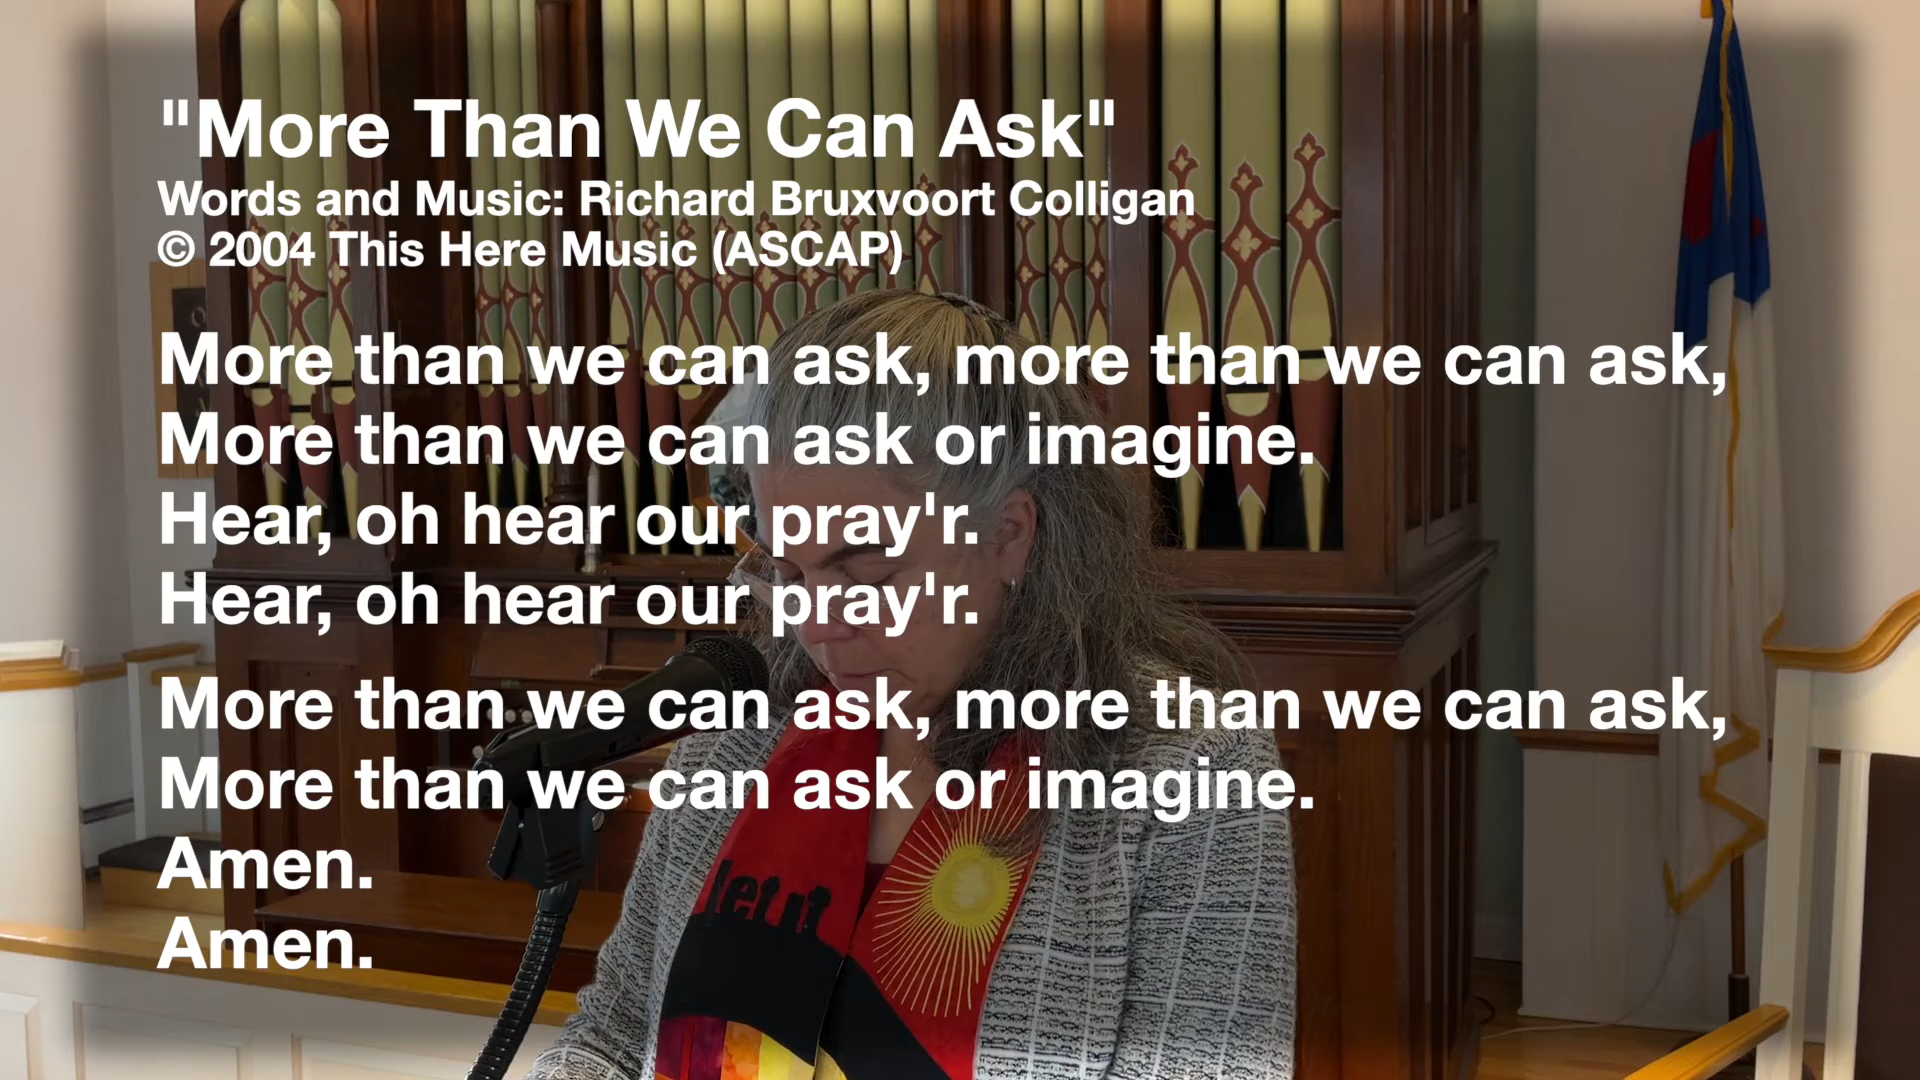 "More Than We Can Ask"
Words and Music: Richard Bruxvoort Colligan
© 2004 This Here Music (ASCAP)
More than we can ask, more than we can ask,
More than we can ask or imagine.
Hear, oh hear our pray'r.
Hear, oh hear our pray'r.
More than we can ask, more than we can ask,
More than we can ask or imagine.
Amen.
Amen.
let it